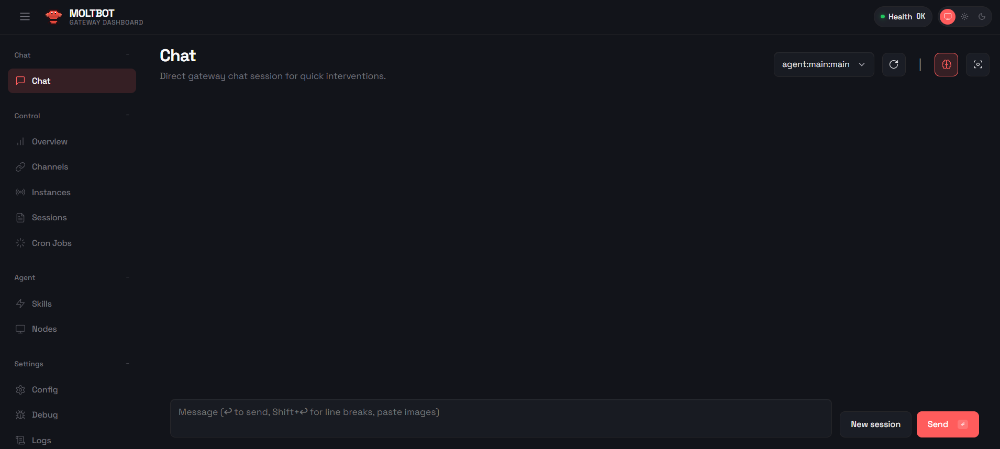 MOLTBOT
GATEWAY DASHBOARD
Health OK
Chat
Chat
Control
Overview
Channels
Instances
Sessions
Cron Jobs
Agent
Skills
Nodes
Settings
Config
Debug
Logs
Chat
Direct gateway chat session for quick interventions.
agent:main:main
Message (↵ to send, Shift+↵ for line breaks, paste images)
New session
Send ↵